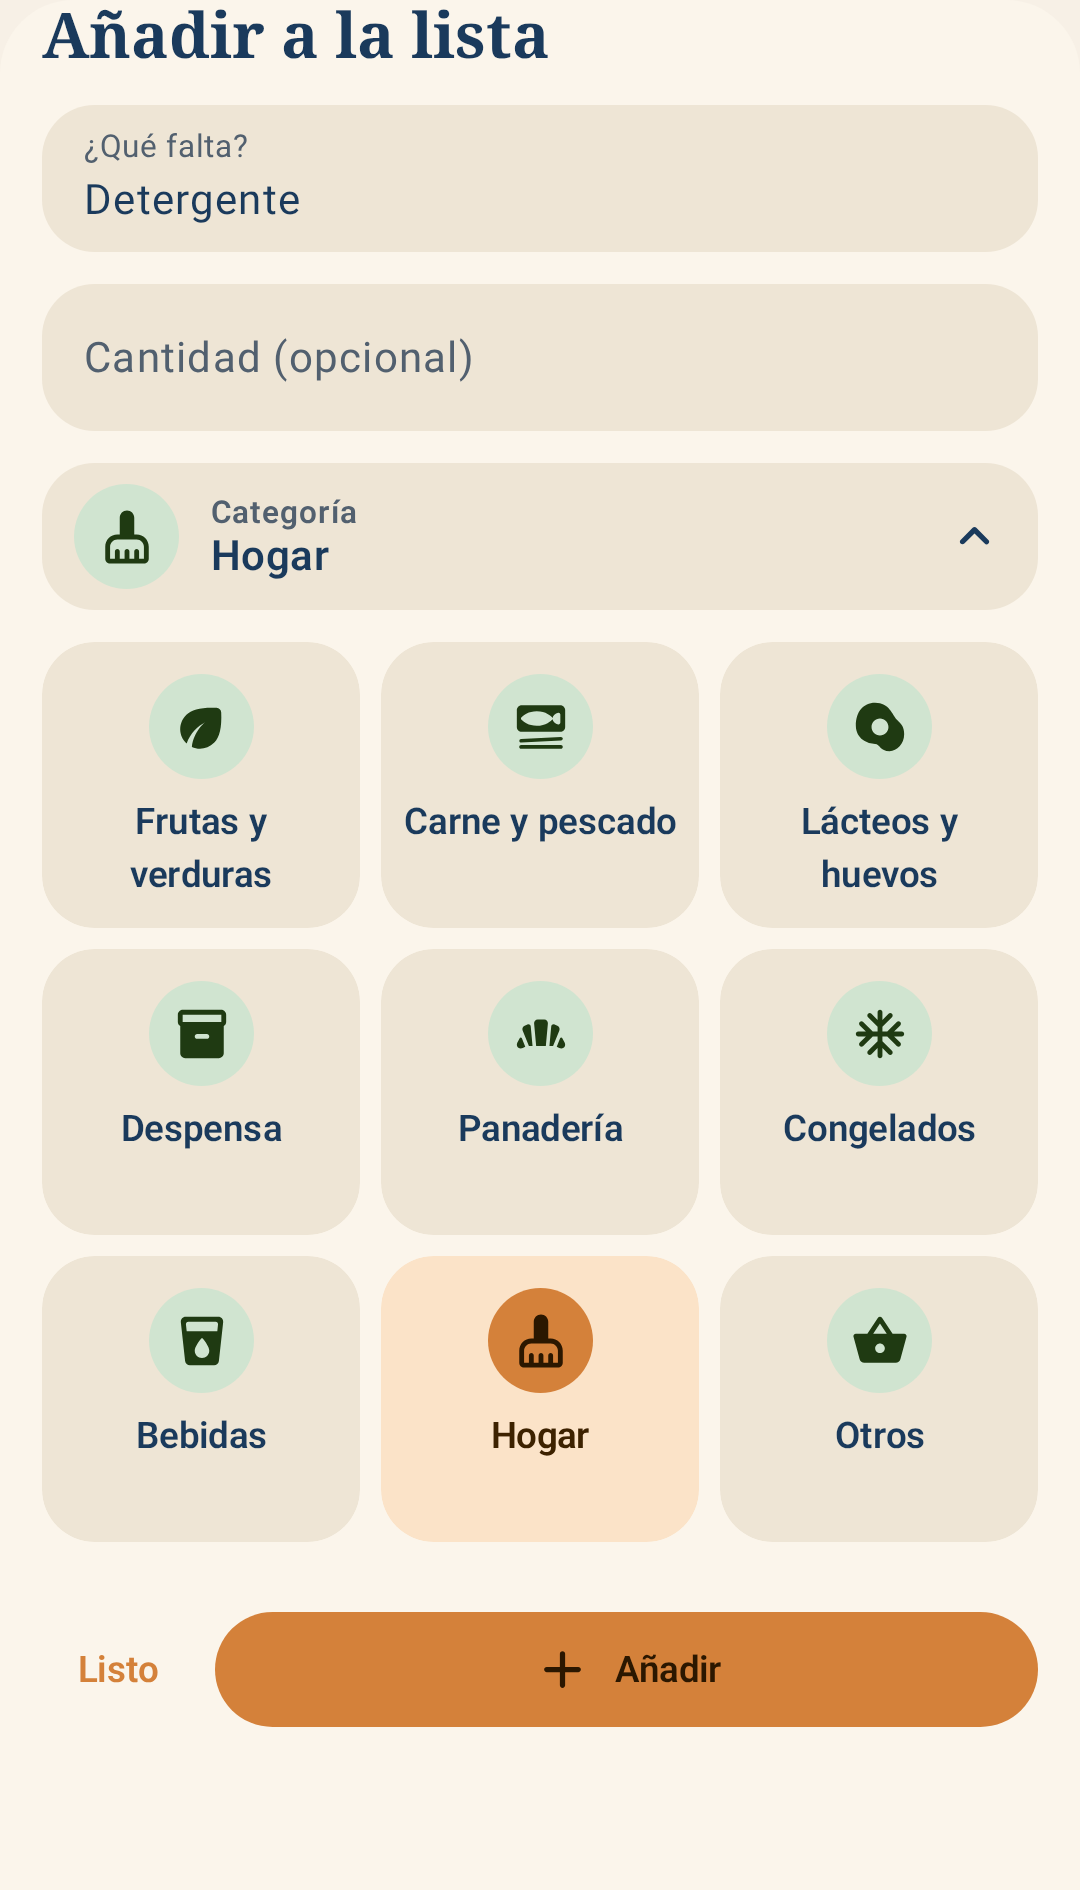 Añadir a la lista
¿Qué falta?
Detergente
Cantidad (opcional)
Categoría
Hogar
Frutas y
verduras
Carne y pescado
Lácteos y
huevos
Despensa
Panadería
Congelados
Bebidas
Hogar
Otros
Listo
Añadir